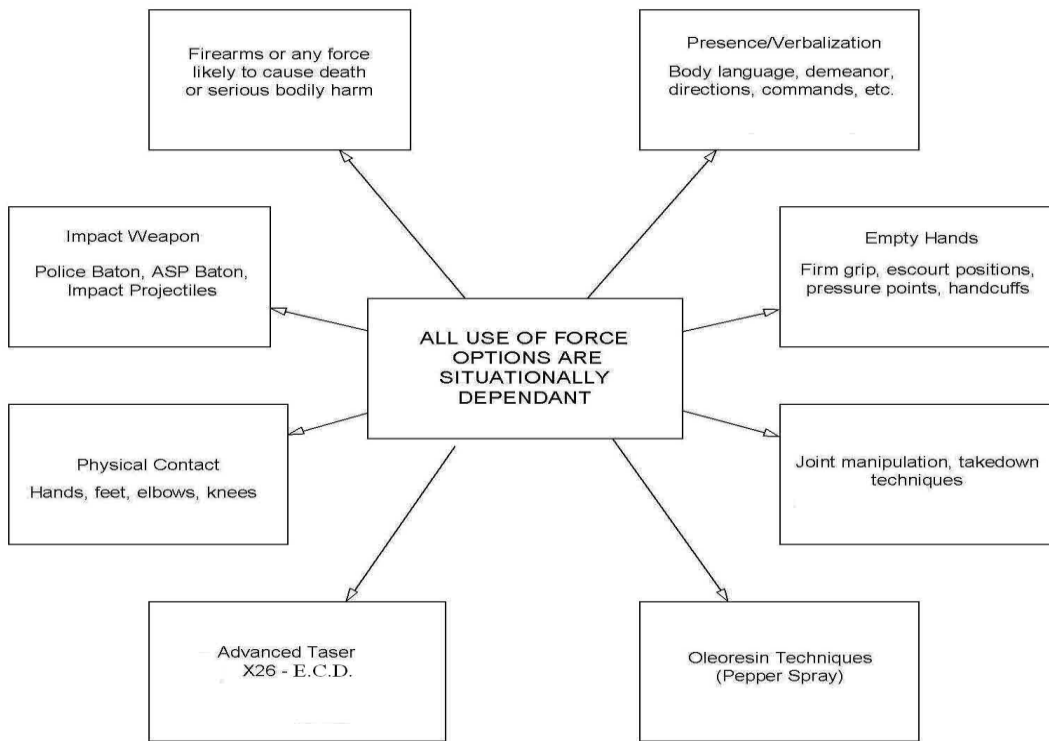 Firearms or any force
likely to cause death
or serious bodily harm
Presence/Verbalization
Body language, demeanor,
directions, commands, etc.
Impact Weapon
Police Baton, ASP Baton,
Impact Projectiles
Empty Hands
Firm grip, escourt positions,
pressure points, handcuffs
ALL USE OF FORCE
OPTIONS ARE
SITUATIONALLY
DEPENDANT
Physical Contact
Hands, feet, elbows, knees
Joint manipulation, takedown
techniques
Advanced Taser
X26 - E.C.D.
Oleoresin Techniques
(Pepper Spray)